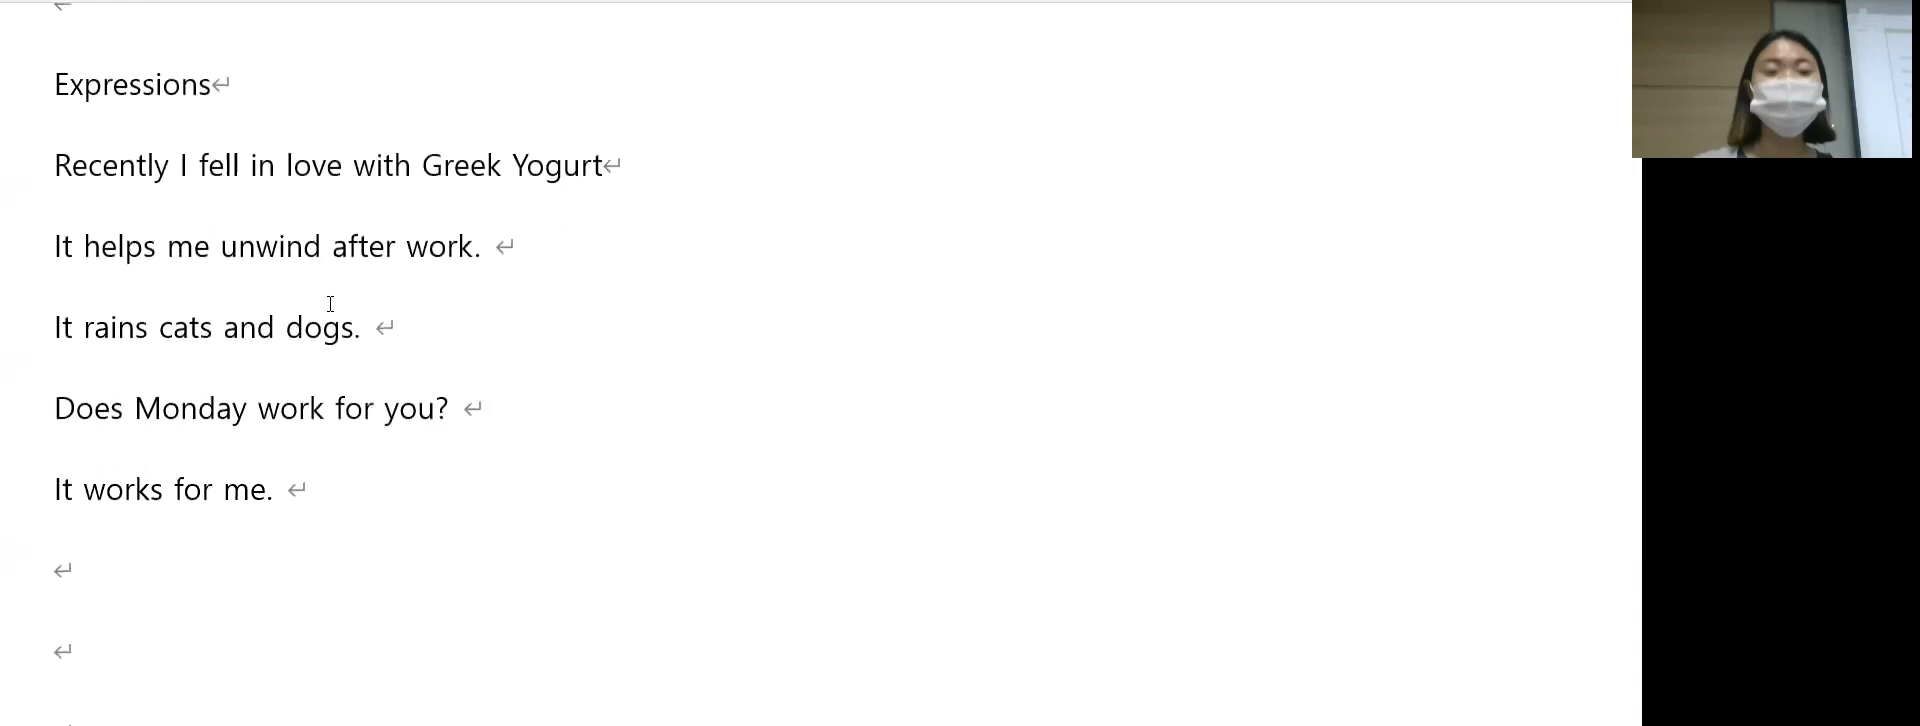 Expressions
Recently I fell in love with Greek Yogurt
It helps me unwind after work.
It rains cats and dogs.
Does Monday work for you?
It works for me.